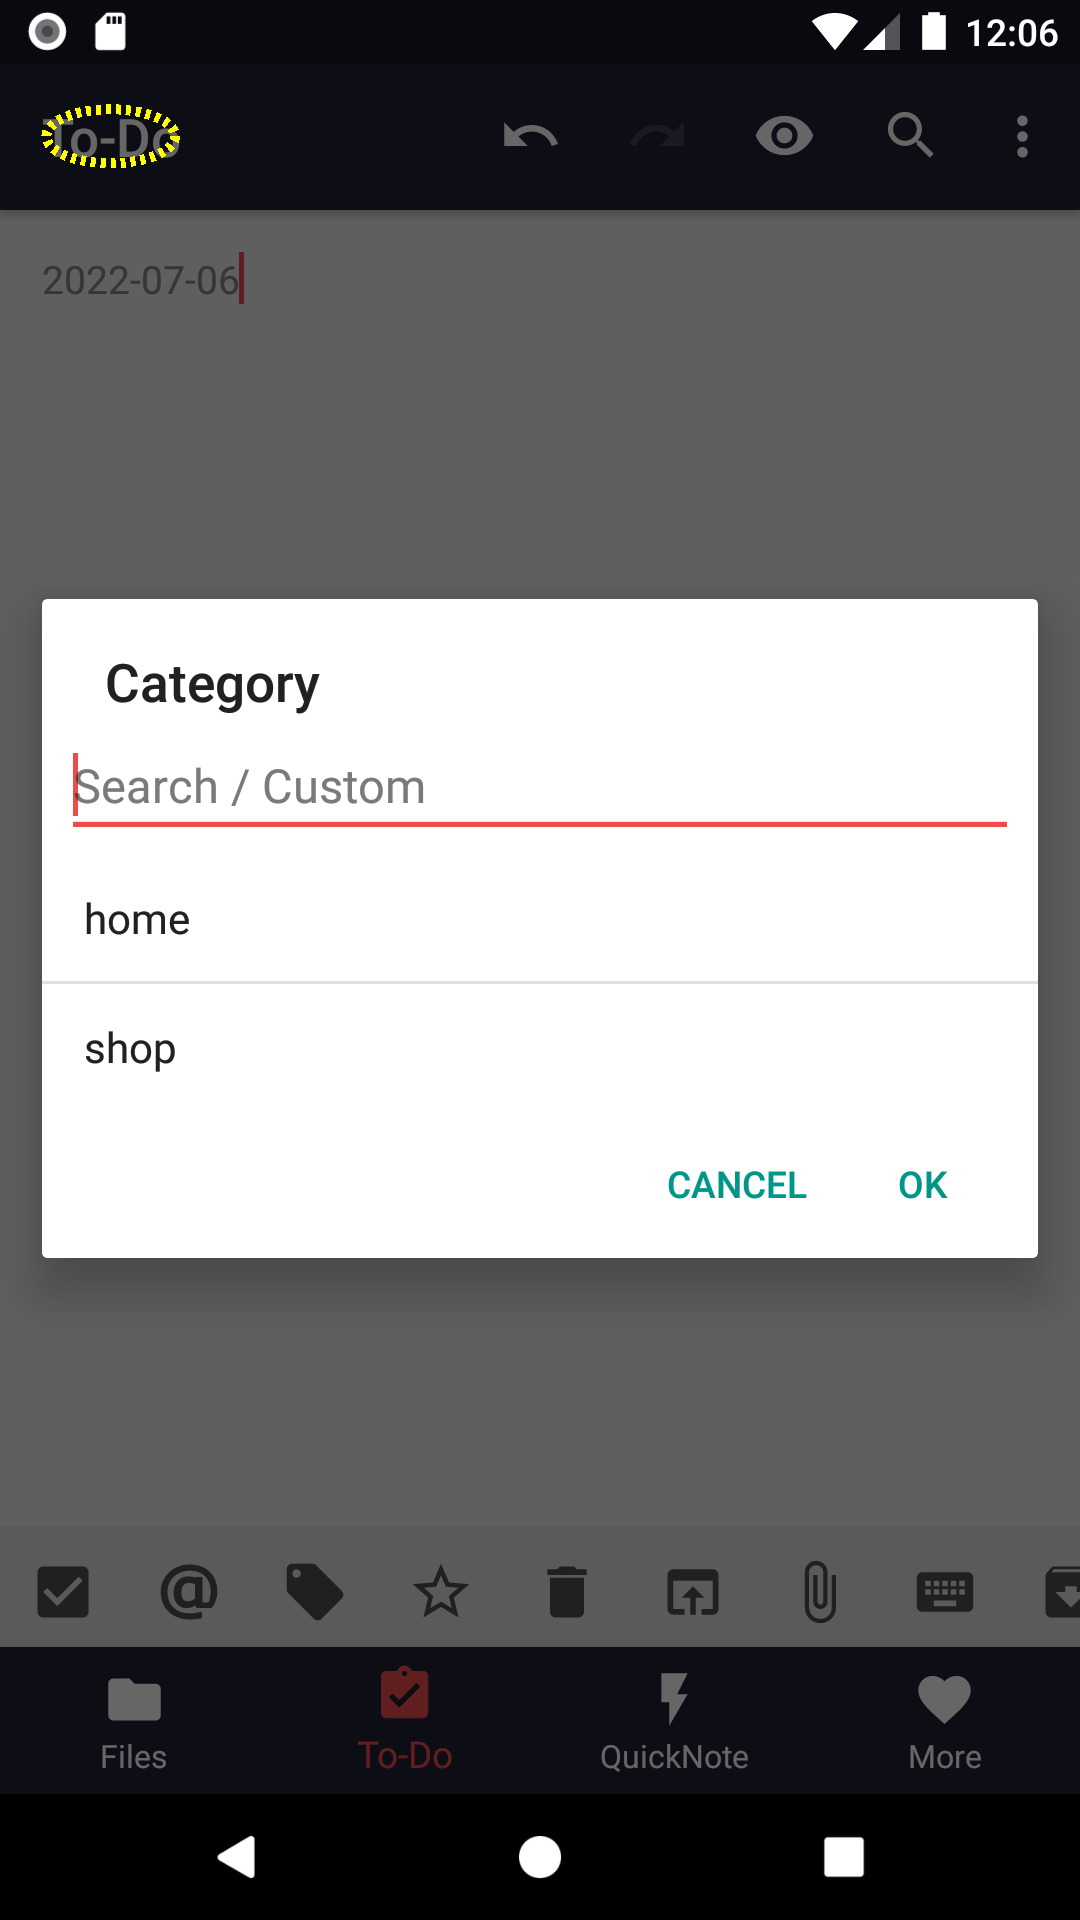 12:06
To-Do
2022-07-06
Category
Search / Custom
home
shop
CANCEL OK
@
Files To-Do QuickNote More